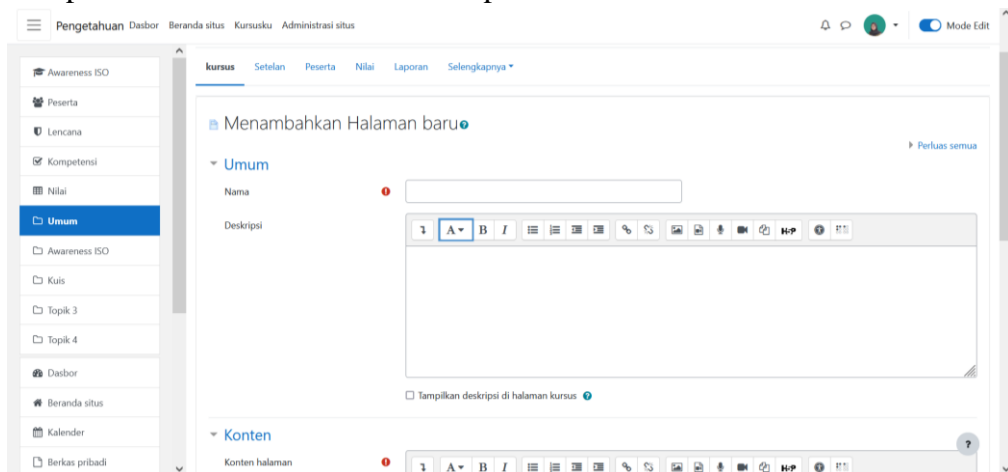 Pengetahuan Dasbor Beranda situs Kursusku Administrasi situs Mode Edit
Awareness ISO
Peserta
Lencana
Kompetensi
Nilai
Umum
Awareness ISO
Kuis
Topik 3
Topik 4
Dasbor
Beranda situs
Kalender
Berkas pribadi
kursus Setelan Peserta Nilai Laporan Selengkapnya
Menambahkan Halaman baru
Perluas semua
Umum
Nama
Deskripsi
A B I H-P
Tampilkan deskripsi di halaman kursus
Konten
Konten halaman
A B I H-P